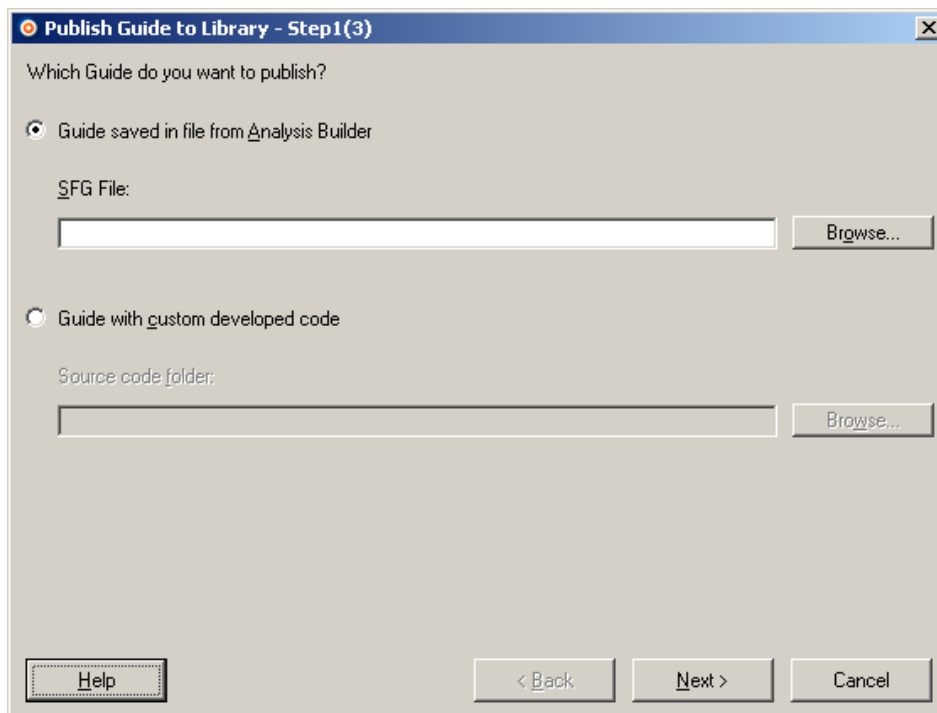 Publish Guide to Library - Step1(3)
Which Guide do you want to publish?
Guide saved in file from Analysis Builder
SFG File:
Browse...
Guide with custom developed code
Source code folder:
Browse...
Help
< Back
Next >
Cancel